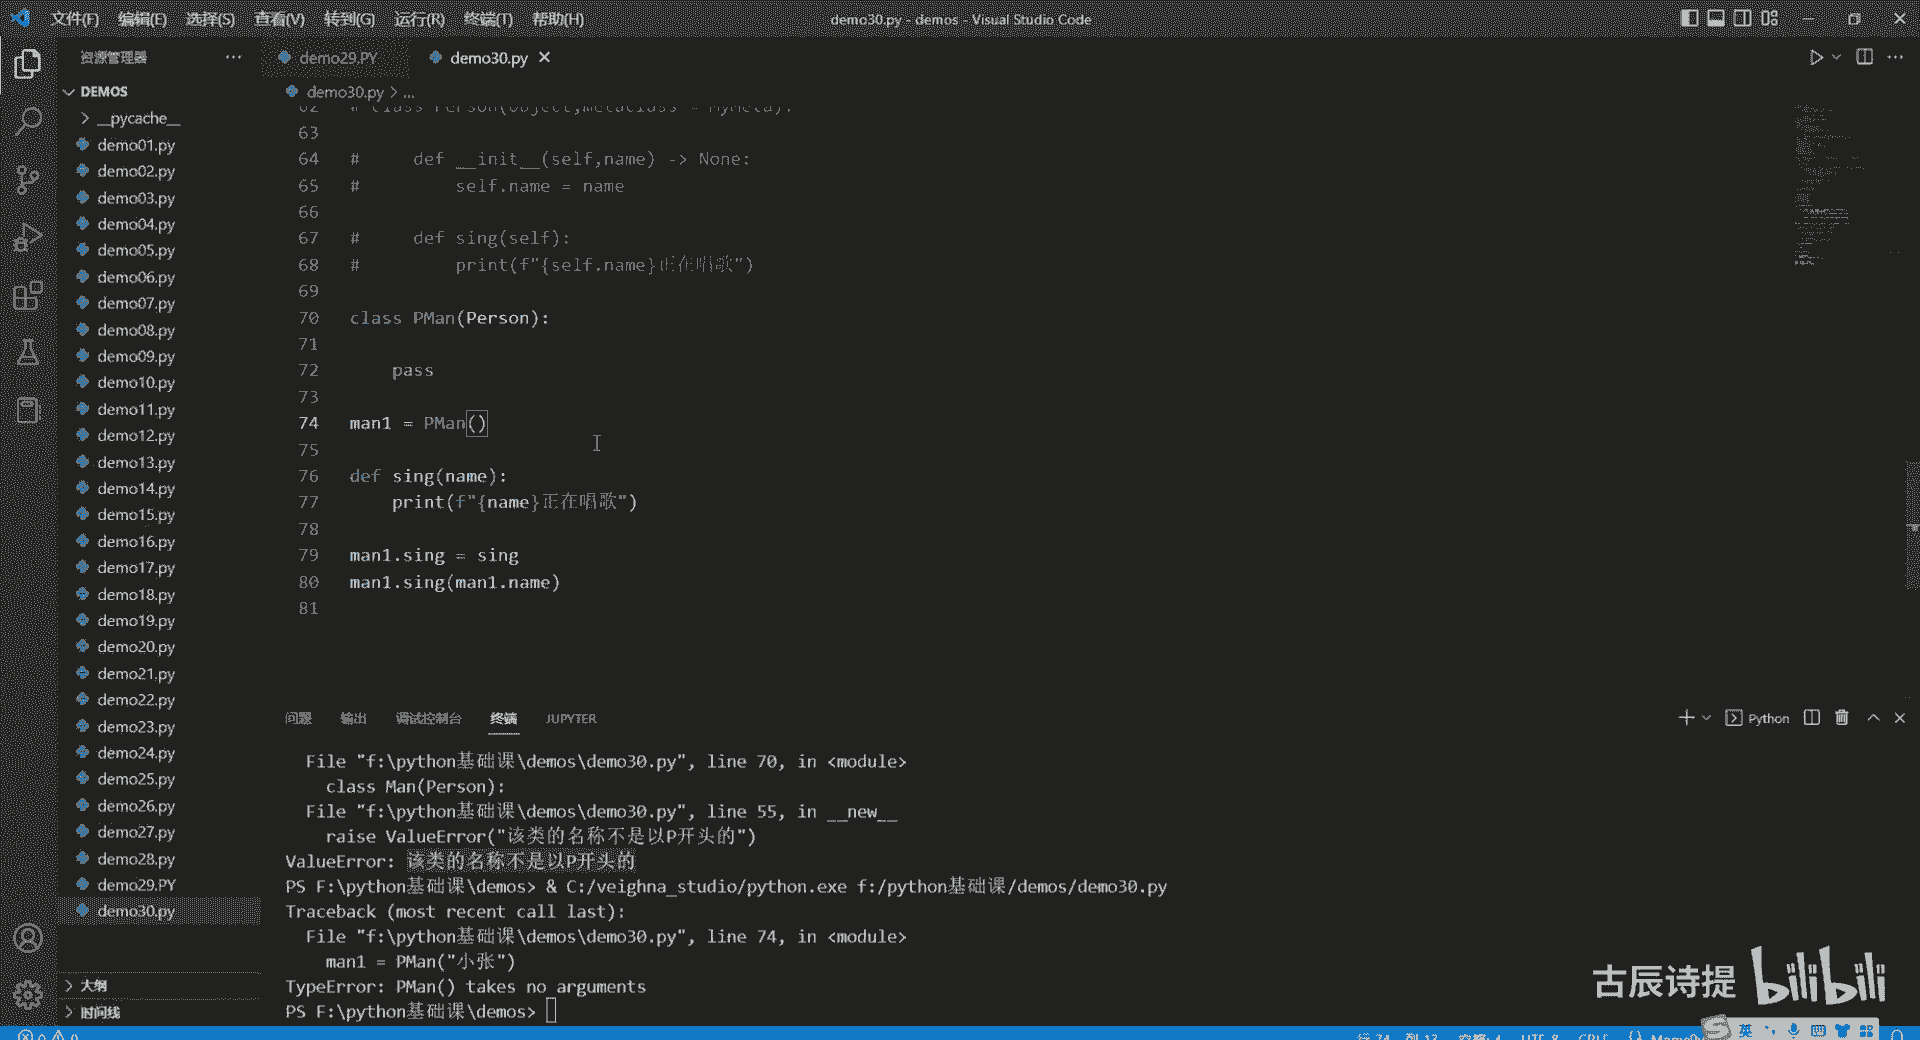 文件(F) 编辑(E) 选择(S) 查看(V) 转到(G) 运行(R) 终端(T) 帮助(H)
demo30.py - demos - Visual Studio Code
资源管理器
demo29.PY
demo30.py
DEMOS
demo30.py > ...
__pycache__
demo01.py
demo02.py
demo03.py
demo04.py
demo05.py
demo06.py
demo07.py
demo08.py
demo09.py
demo10.py
demo11.py
demo12.py
demo13.py
demo14.py
demo15.py
demo16.py
demo17.py
demo18.py
demo19.py
demo20.py
demo21.py
demo22.py
demo23.py
demo24.py
demo25.py
demo26.py
demo27.py
demo28.py
demo29.PY
demo30.py
大纲
时间线
62 # class Person(object,metaclass = MyMeta):
63
64 #     def __init__(self,name) -> None:
65 #         self.name = name
66
67 #     def sing(self):
68 #         print(f"{self.name}正在唱歌")
69
70 class PMan(Person):
71
72     pass
73
74 man1 = PMan()
75
76 def sing(name):
77     print(f"{name}正在唱歌")
78
79 man1.sing = sing
80 man1.sing(man1.name)
81
问题 输出 调试控制台 终端 JUPYTER
Python
File "f:\python基础课\demos\demo30.py", line 70, in <module>
class Man(Person):
File "f:\python基础课\demos\demo30.py", line 55, in __new__
raise ValueError("该类的名称不是以P开头的")
ValueError: 该类的名称不是以P开头的
PS F:\python基础课\demos> & C:/veighna_studio/python.exe f:/python基础课/demos/demo30.py
Traceback (most recent call last):
File "f:\python基础课\demos\demo30.py", line 74, in <module>
man1 = PMan("小张")
TypeError: PMan() takes no arguments
PS F:\python基础课\demos>
古辰诗提 bilibili
英